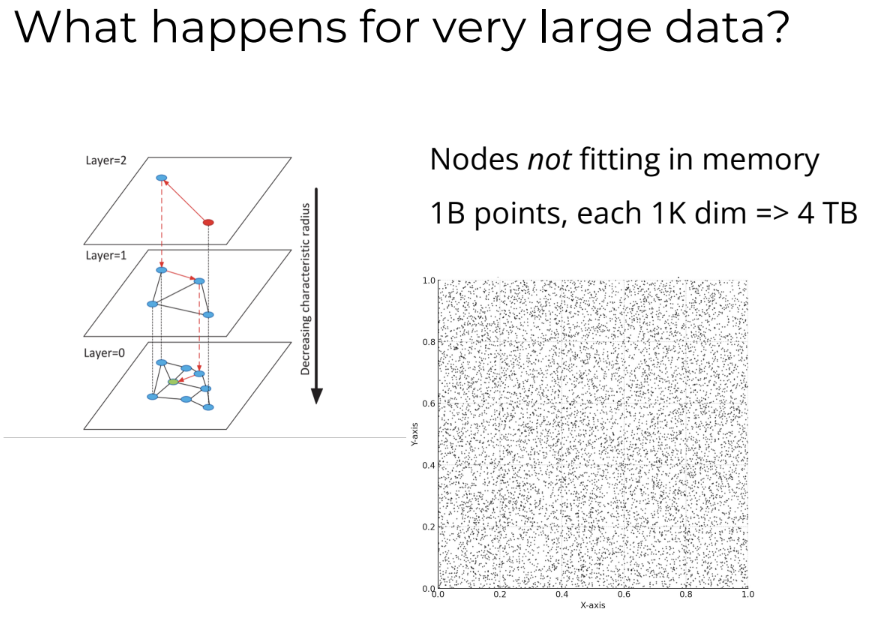 What happens for very large data?
Layer=2
Layer=1
Layer=0
Decreasing characteristic radius
Nodes not fitting in memory
1B points, each 1K dim => 4 TB
1.0
0.8
0.6
0.4
0.2
0.0
Y-axis
0.0 0.2 0.4 0.6 0.8 1.0
X-axis